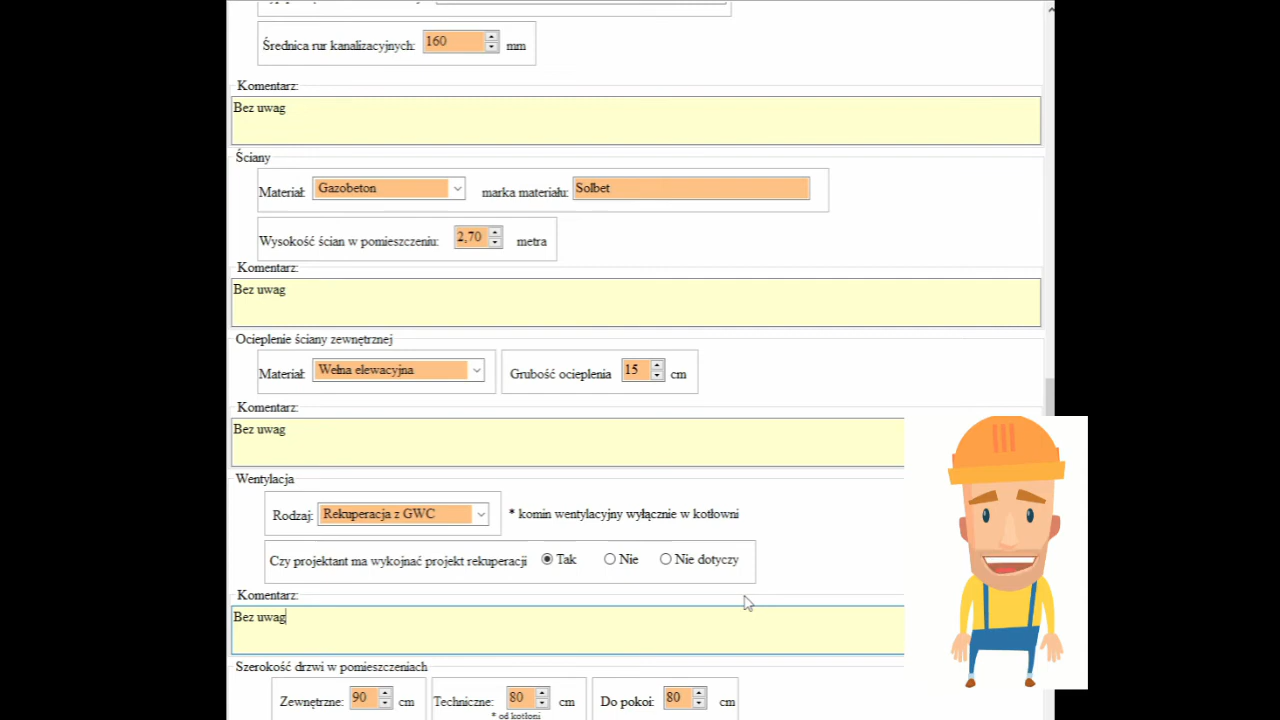 Średnica rur kanalizacyjnych: 160 mm
Komentarz:
Bez uwag
Ściany
Materiał: Gazobeton marka materiału: Solbet
Wysokość ścian w pomieszczeniu: 2,70 metra
Komentarz:
Bez uwag
Ocieplenie ściany zewnętrznej
Materiał: Wełna elewacyjna Grubość ocieplenia 15 cm
Komentarz:
Bez uwag
Wentylacja
Rodzaj: Rekuperacja z GWC * komin wentylacyjny wyłącznie w kotłowni
Czy projektant ma wykojnać projekt rekuperacji Tak Nie Nie dotyczy
Komentarz:
Bez uwag
Szerokość drzwi w pomieszczeniach
Zewnętrzne: 90 cm Techniczne: 80 cm Do pokoi: 80 cm
* od kotłoni